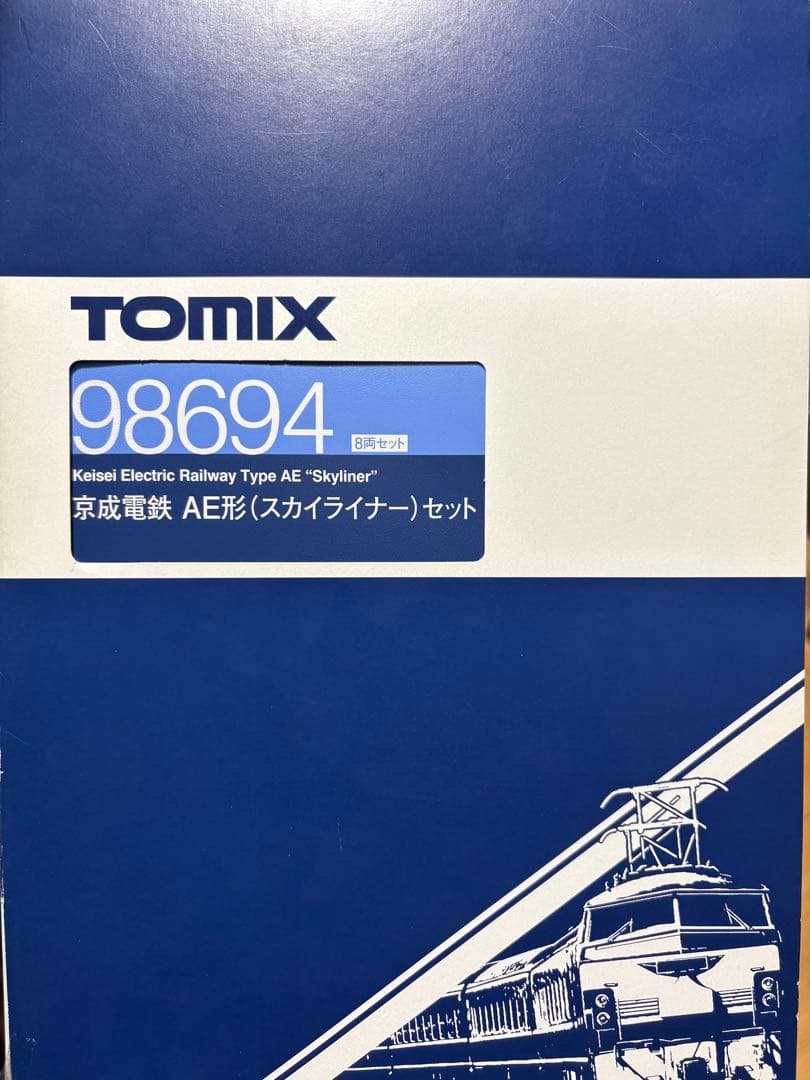 TOMIX
98694 8両セット
Keisei Electric Railway Type AE “Skyliner”
京成電鉄 AE形(スカイライナー)セット